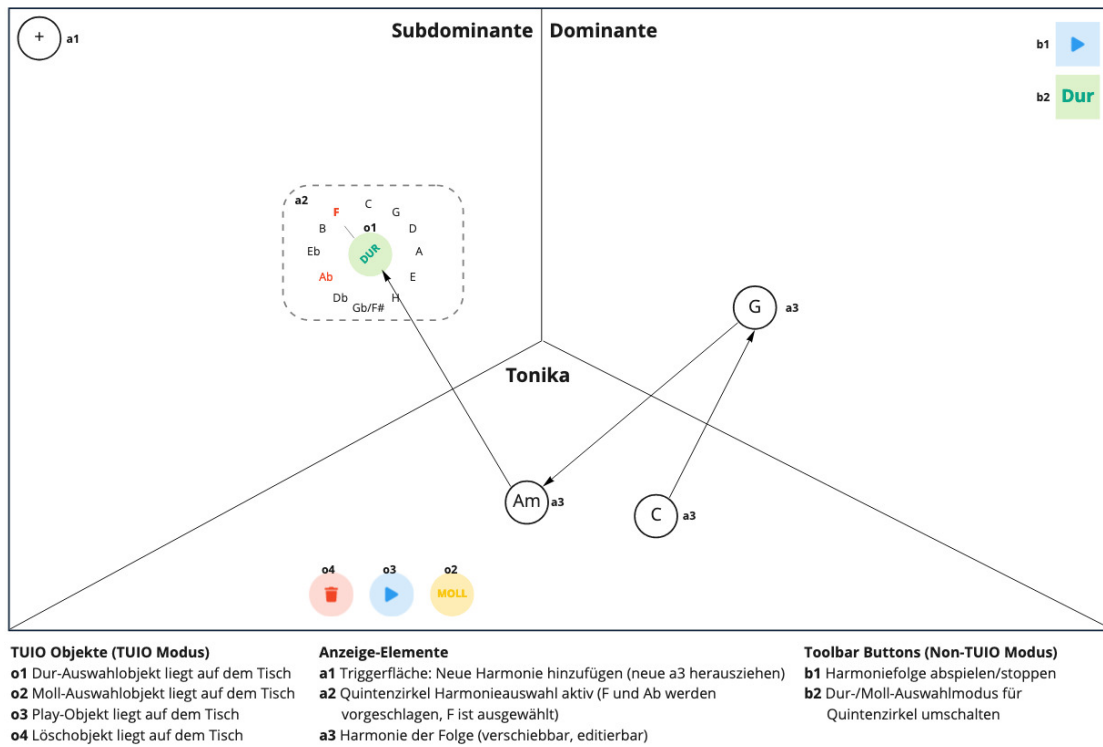 + a1
Subdominante Dominante
b1
b2 Dur
a2
C
F G
o1
B D
DUR
Eb A
Ab E
Db H
Gb/F#
G a3
Tonika
Am a3
C a3
o4 o3 o2
MOLL
TUIO Objekte (TUIO Modus)
o1 Dur-Auswahlobjekt liegt auf dem Tisch
o2 Moll-Auswahlobjekt liegt auf dem Tisch
o3 Play-Objekt liegt auf dem Tisch
o4 Löschobjekt liegt auf dem Tisch
Anzeige-Elemente
a1 Triggerfläche: Neue Harmonie hinzufügen (neue a3 herausziehen)
a2 Quintenzirkel Harmonieauswahl aktiv (F und Ab werden
vorgeschlagen, F ist ausgewählt)
a3 Harmonie der Folge (verschiebbar, editierbar)
Toolbar Buttons (Non-TUIO Modus)
b1 Harmoniefolge abspielen/stoppen
b2 Dur-/Moll-Auswahlmodus für
Quintenzirkel umschalten